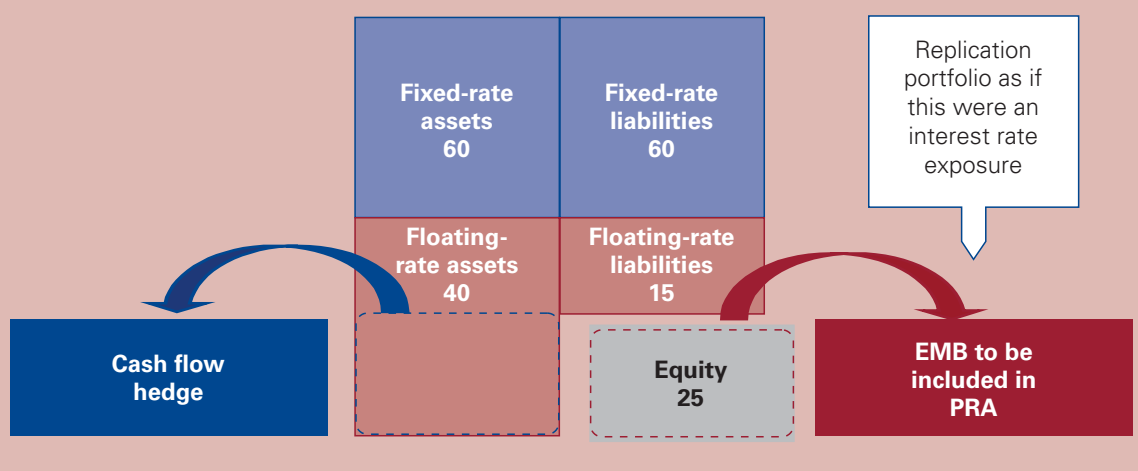 Fixed-rate
assets
60
Fixed-rate
liabilities
60
Replication
portfolio as if
this were an
interest rate
exposure
Floating-
rate assets
40
Floating-rate
liabilities
15
Cash flow
hedge
Equity
25
EMB to be
included in
PRA